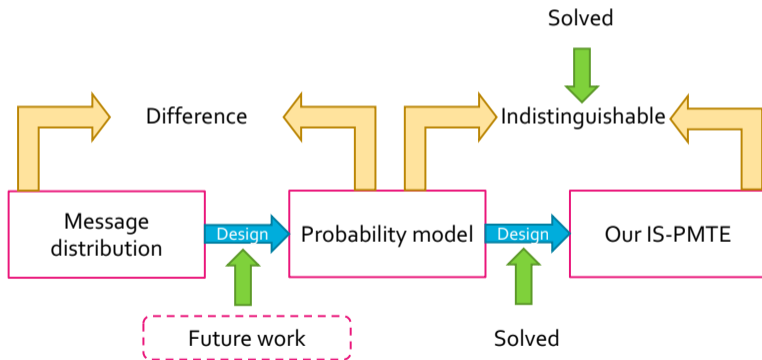 Solved
Difference
Indistinguishable
Message
distribution
Design
Probability model
Design
Our IS-PMTE
Future work
Solved